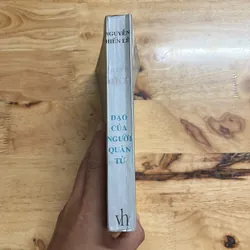 NGUYỄN
HIẾN LÊ
ĐẠO
CỦA
NGƯỜI
QUÂN
TỬ
vh